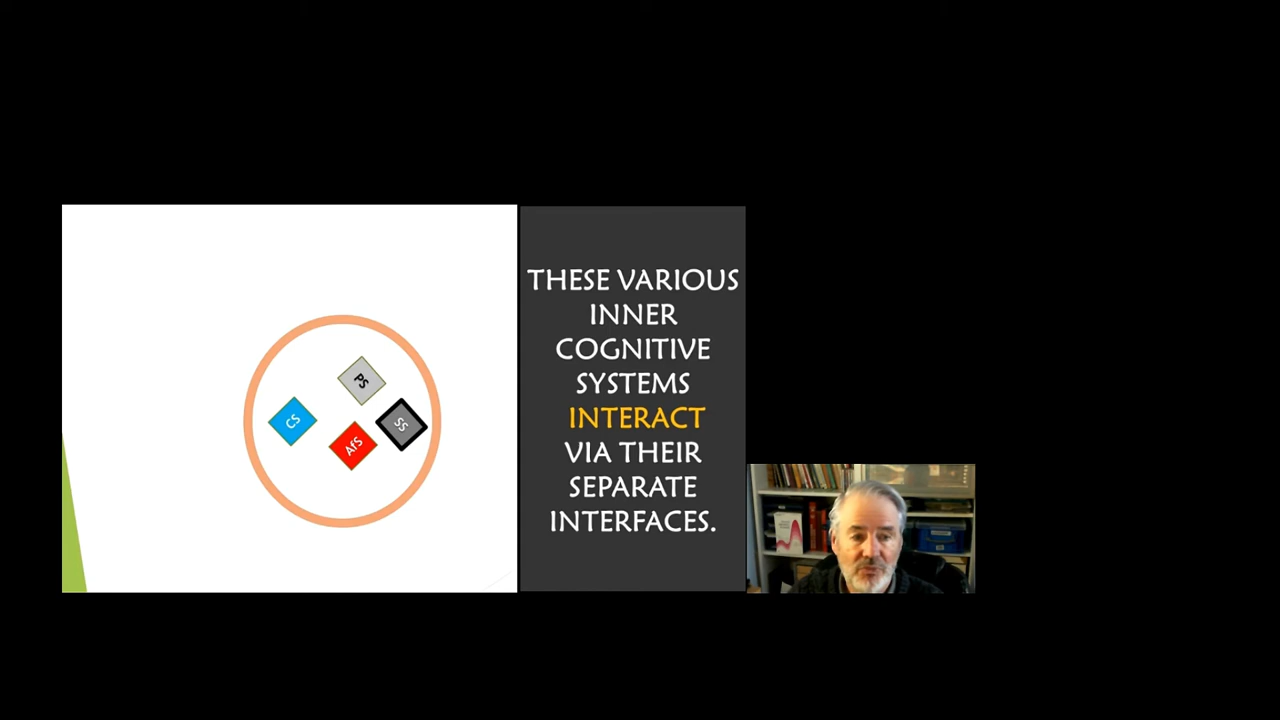 PS
CS
SS
AfS
THESE VARIOUS
INNER
COGNITIVE
SYSTEMS
INTERACT
VIA THEIR
SEPARATE
INTERFACES.